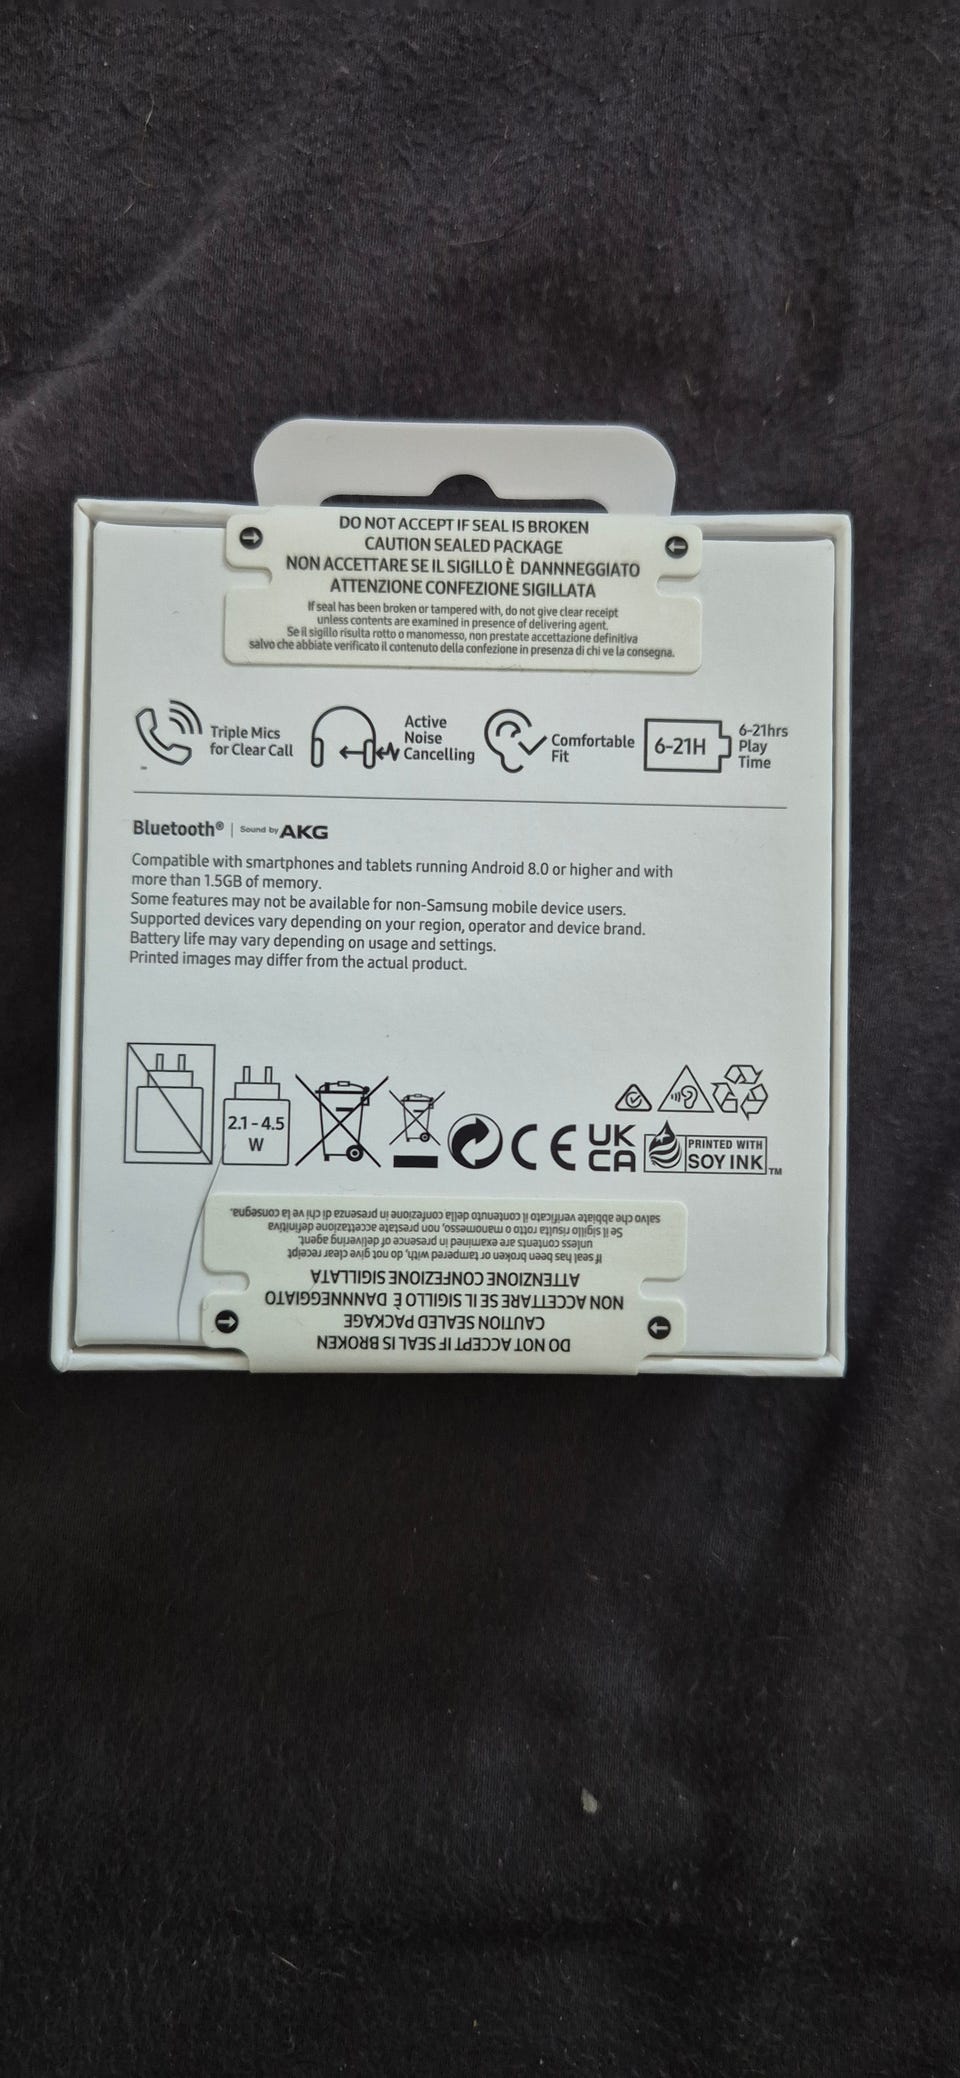 DO NOT ACCEPT IF SEAL IS BROKEN
CAUTION SEALED PACKAGE
NON ACCETTARE SE IL SIGILLO È DANNNEGGIATO
ATTENZIONE CONFEZIONE SIGILLATA
If seal has been broken or tampered with, do not give clear receipt
unless contents are examined in presence of delivering agent.
Se il sigillo risulta rotto o manomesso, non prestate accettazione definitiva
salvo che abbiate verificato il contenuto della confezione in presenza di chi ve la consegna.
Triple Mics
for Clear Call
Active
Noise
Cancelling
Comfortable
Fit
6-21H
6-21hrs
Play
Time
Bluetooth® | Sound by AKG
Compatible with smartphones and tablets running Android 8.0 or higher and with
more than 1.5GB of memory.
Some features may not be available for non-Samsung mobile device users.
Supported devices vary depending on your region, operator and device brand.
Battery life may vary depending on usage and settings.
Printed images may differ from the actual product.
2.1 - 4.5
W
CE
UK
CA
PRINTED WITH
SOY INK™
DO NOT ACCEPT IF SEAL IS BROKEN
CAUTION SEALED PACKAGE
NON ACCETTARE SE IL SIGILLO È DANNNEGGIATO
ATTENZIONE CONFEZIONE SIGILLATA
If seal has been broken or tampered with, do not give clear receipt
unless contents are examined in presence of delivering agent.
Se il sigillo risulta rotto o manomesso, non prestate accettazione definitiva
salvo che abbiate verificato il contenuto della confezione in presenza di chi ve la consegna.